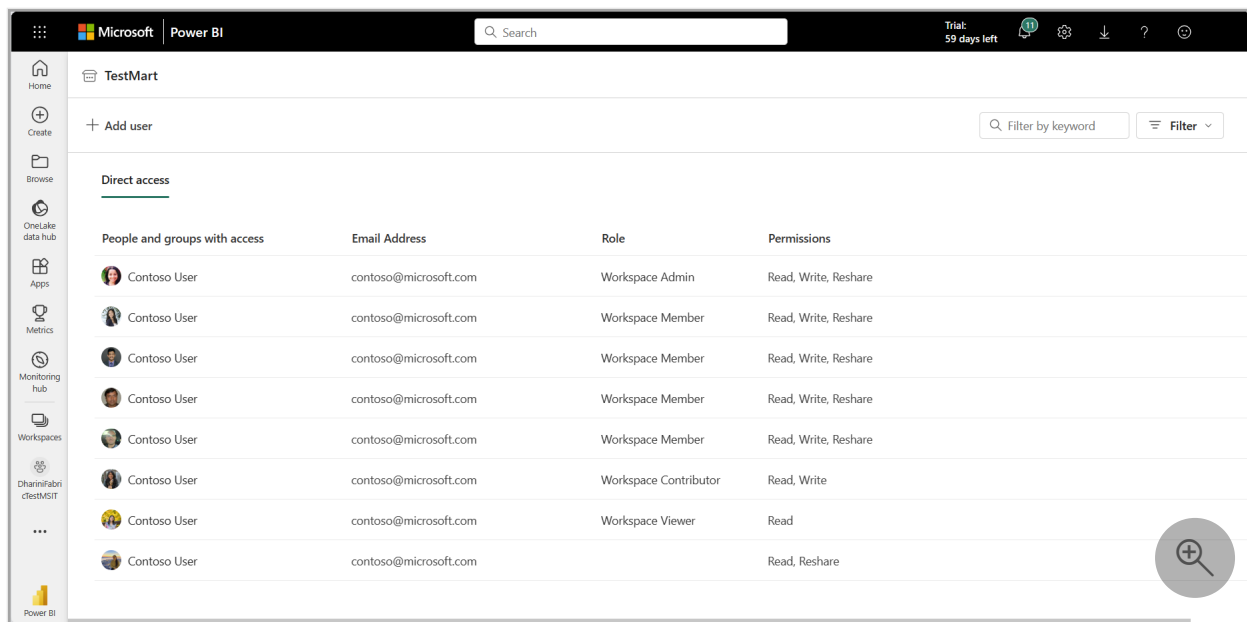 Microsoft Power BI
Search
Trial:
59 days left
11
?
Home
TestMart
Create
Add user
Filter by keyword
Filter
Browse
Direct access
OneLake
data hub
People and groups with access Email Address Role Permissions
Apps
Contoso User contoso@microsoft.com Workspace Admin Read, Write, Reshare
Metrics
Contoso User contoso@microsoft.com Workspace Member Read, Write, Reshare
Monitoring
hub
Contoso User contoso@microsoft.com Workspace Member Read, Write, Reshare
Contoso User contoso@microsoft.com Workspace Member Read, Write, Reshare
Workspaces
Contoso User contoso@microsoft.com Workspace Member Read, Write, Reshare
DhariniFabri
cTestMSIT
Contoso User contoso@microsoft.com Workspace Contributor Read, Write
Contoso User contoso@microsoft.com Workspace Viewer Read
Contoso User contoso@microsoft.com Read, Reshare
Power BI